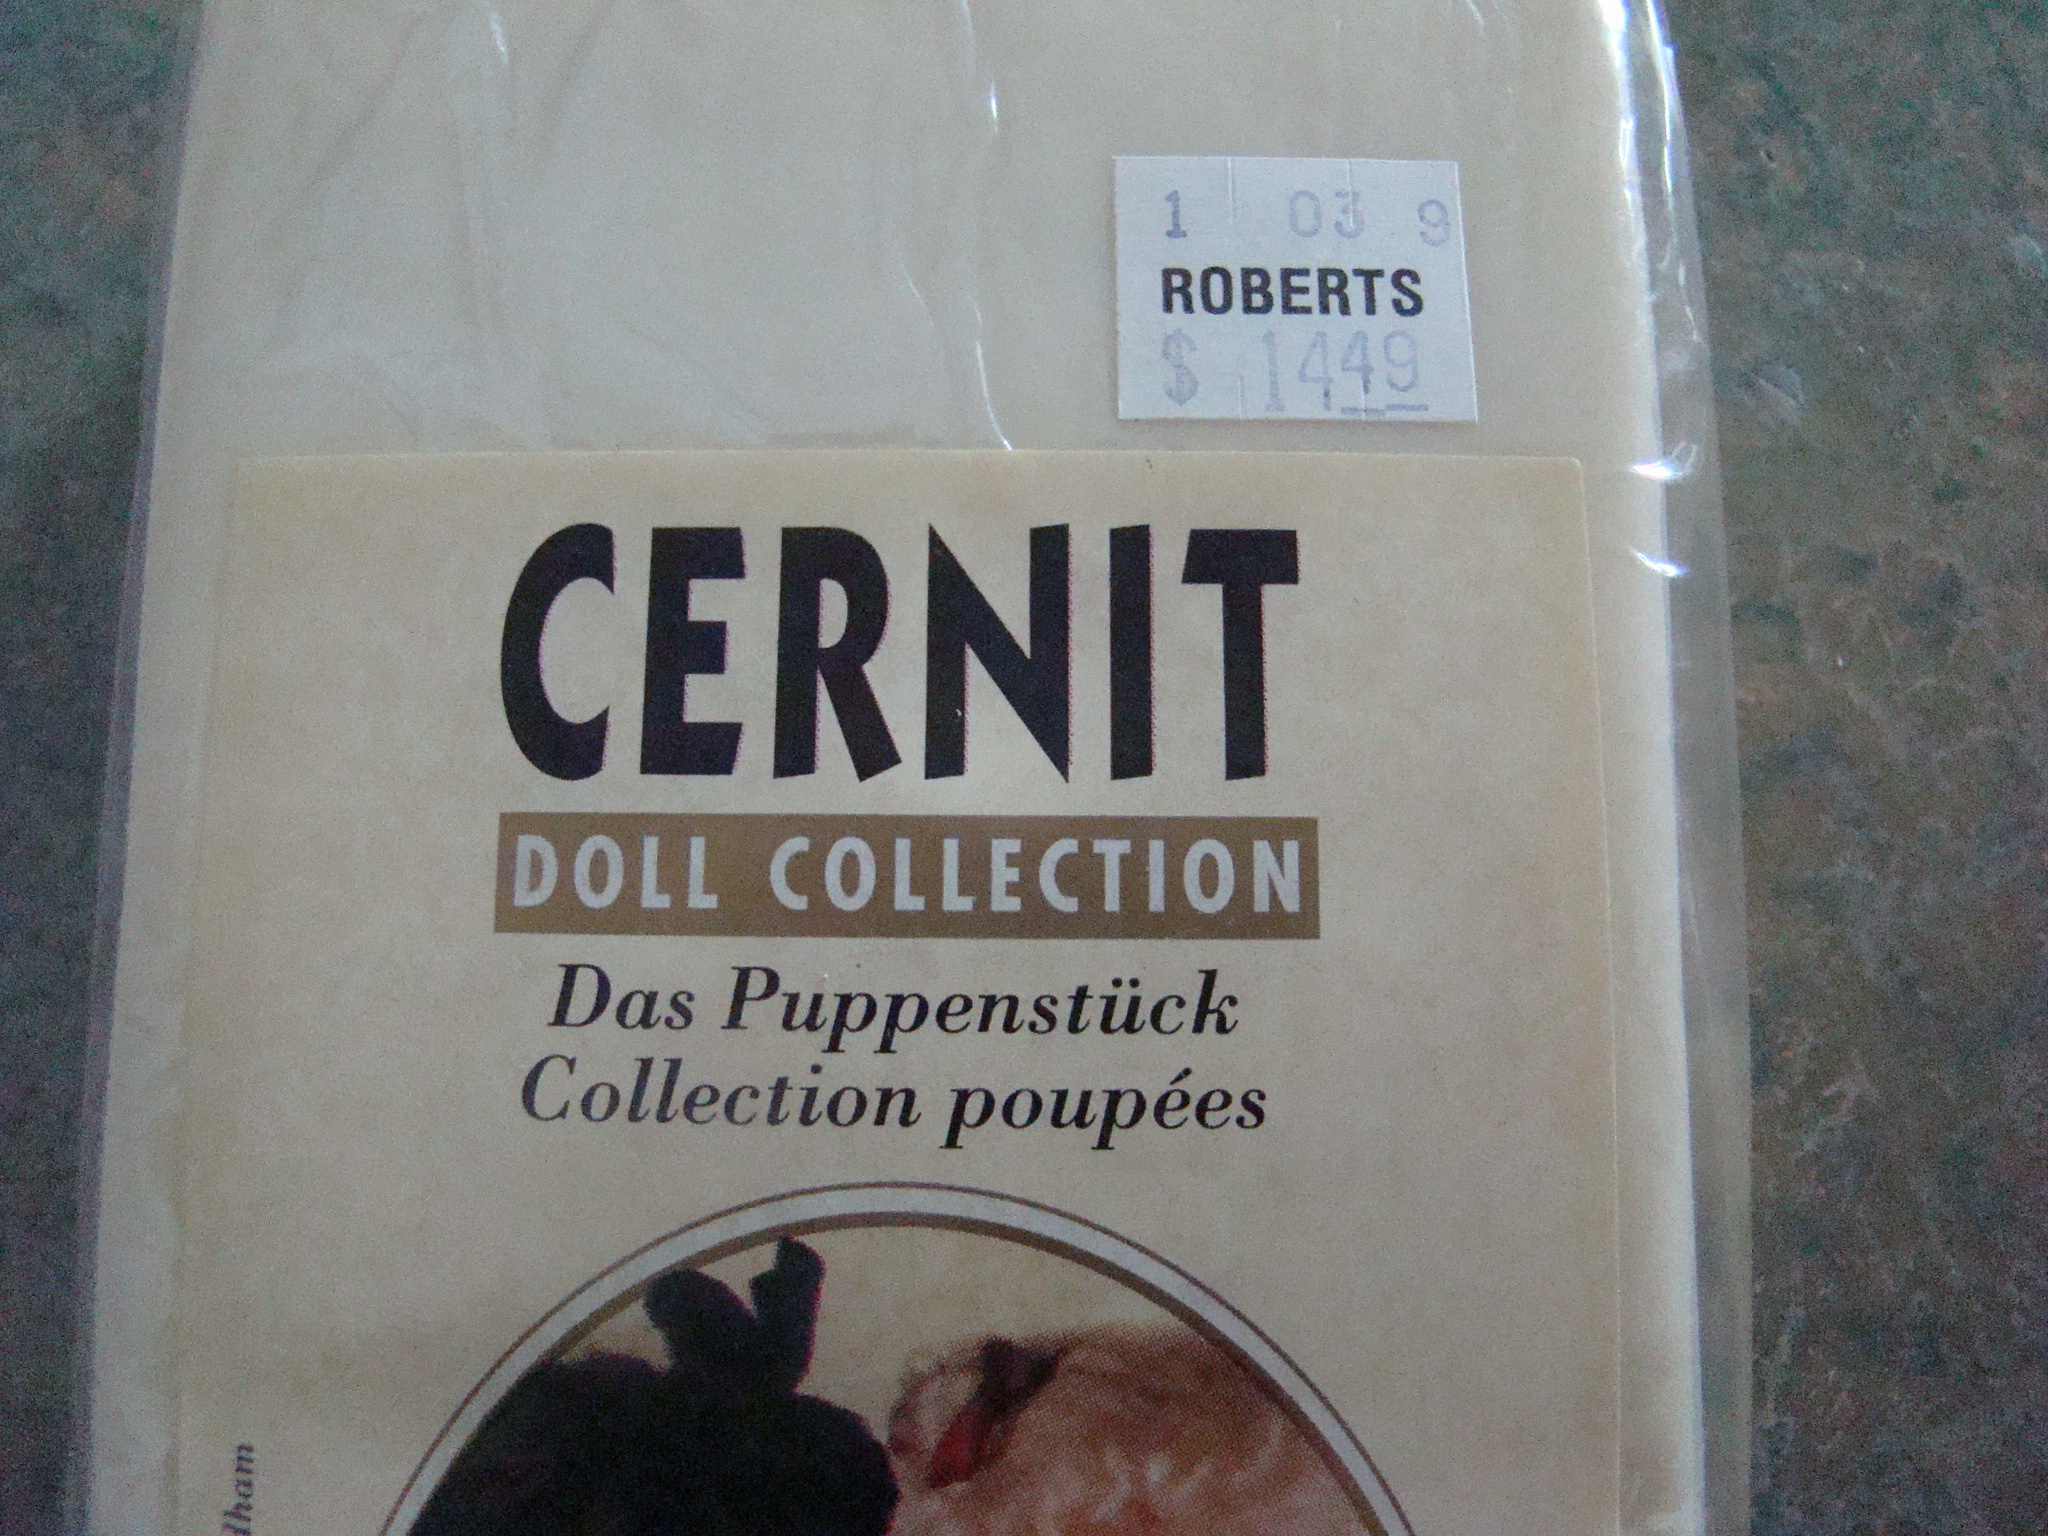 1 03 9
ROBERTS
$ 1449
CERNIT
DOLL COLLECTION
Das Puppenstück
Collection poupées